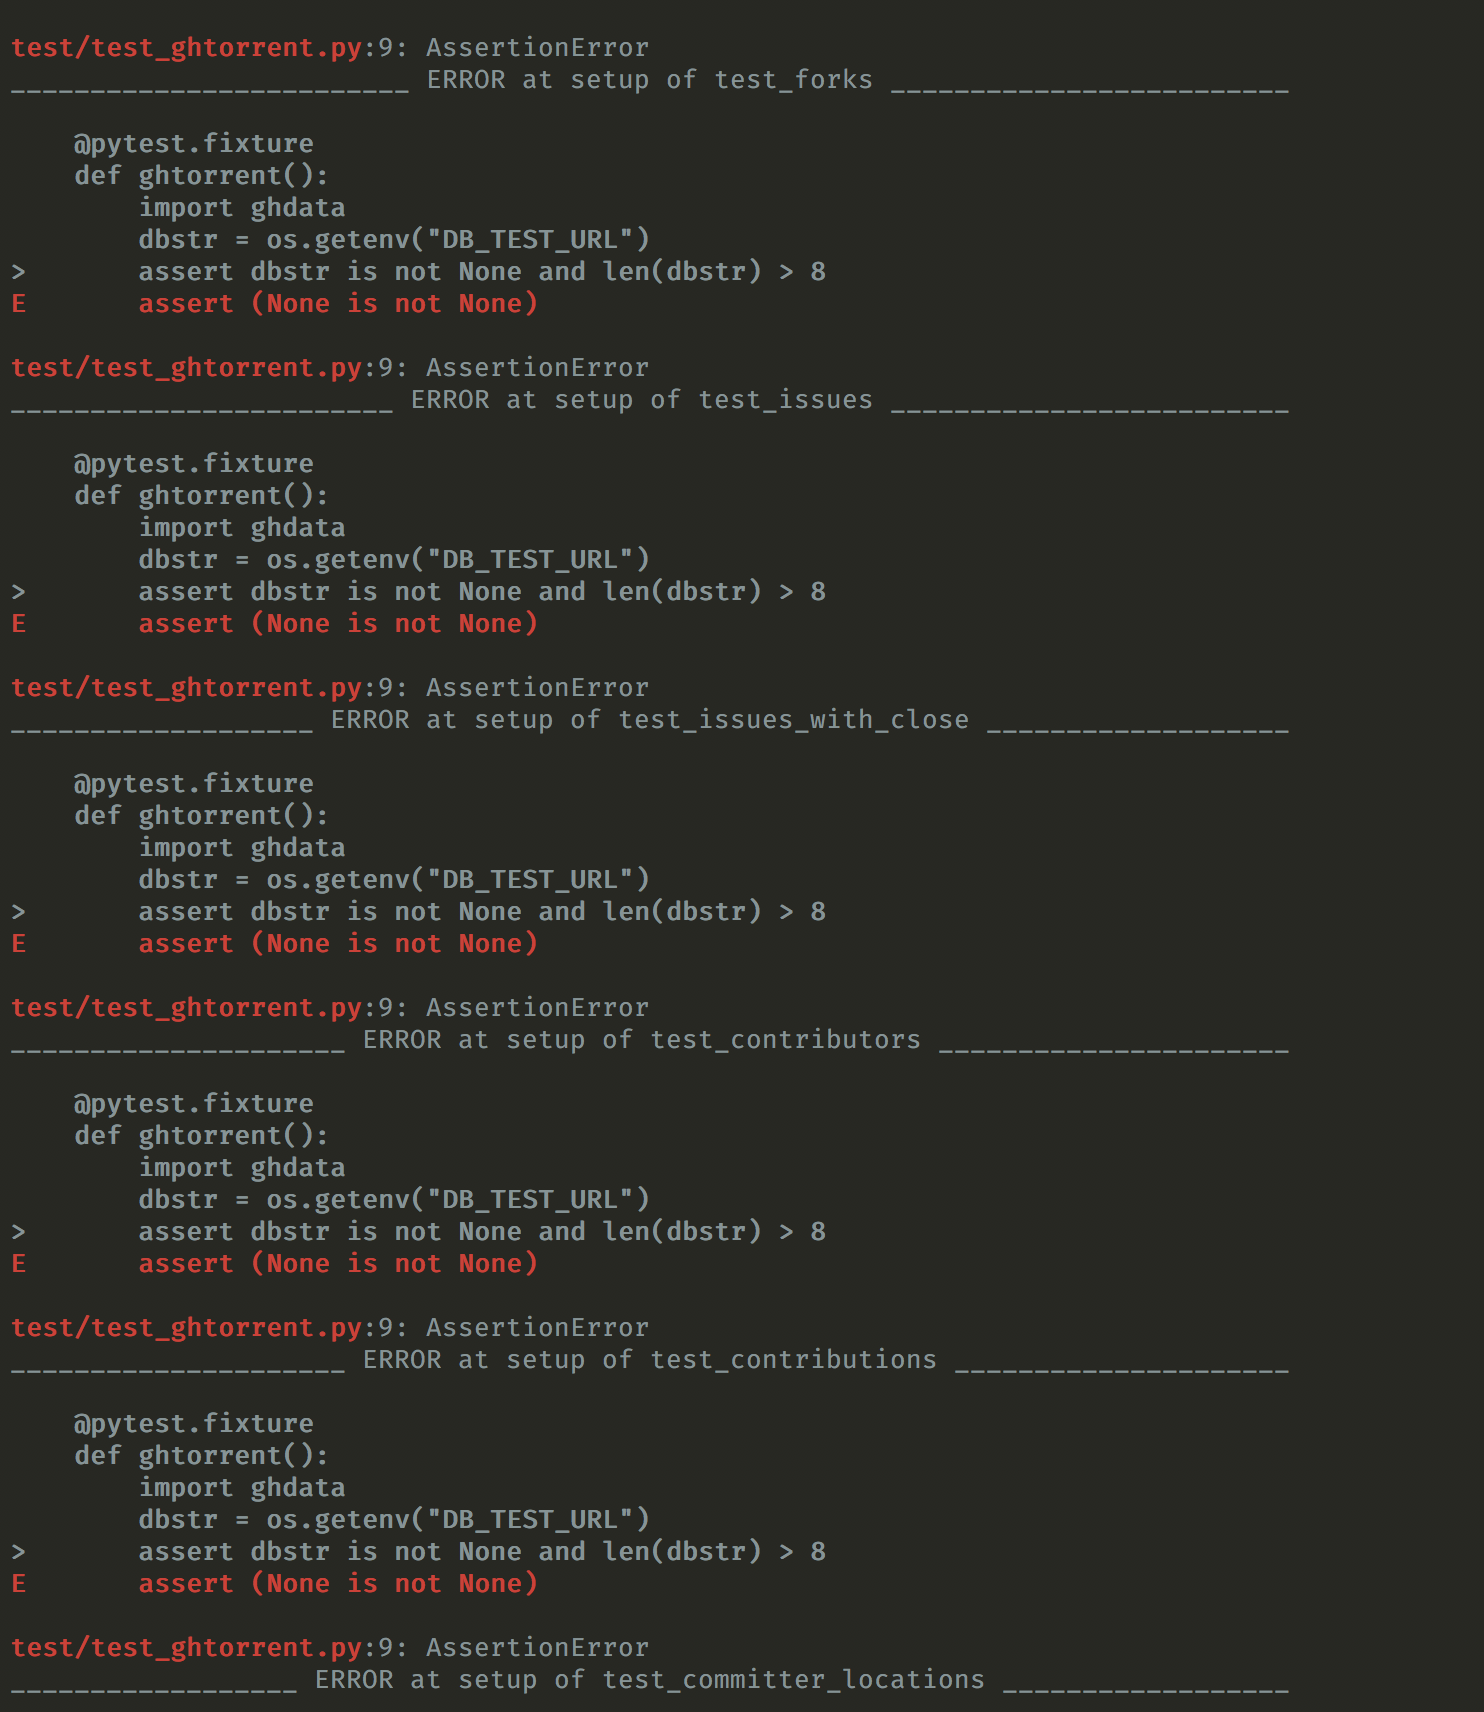 test/test_ghtorrent.py:9: AssertionError
_________________________ ERROR at setup of test_forks _________________________
    @pytest.fixture
    def ghtorrent():
        import ghdata
        dbstr = os.getenv("DB_TEST_URL")
>       assert dbstr is not None and len(dbstr) > 8
E       assert (None is not None)
test/test_ghtorrent.py:9: AssertionError
________________________ ERROR at setup of test_issues _________________________
    @pytest.fixture
    def ghtorrent():
        import ghdata
        dbstr = os.getenv("DB_TEST_URL")
>       assert dbstr is not None and len(dbstr) > 8
E       assert (None is not None)
test/test_ghtorrent.py:9: AssertionError
___________________ ERROR at setup of test_issues_with_close ___________________
    @pytest.fixture
    def ghtorrent():
        import ghdata
        dbstr = os.getenv("DB_TEST_URL")
>       assert dbstr is not None and len(dbstr) > 8
E       assert (None is not None)
test/test_ghtorrent.py:9: AssertionError
_____________________ ERROR at setup of test_contributors ______________________
    @pytest.fixture
    def ghtorrent():
        import ghdata
        dbstr = os.getenv("DB_TEST_URL")
>       assert dbstr is not None and len(dbstr) > 8
E       assert (None is not None)
test/test_ghtorrent.py:9: AssertionError
_____________________ ERROR at setup of test_contributions _____________________
    @pytest.fixture
    def ghtorrent():
        import ghdata
        dbstr = os.getenv("DB_TEST_URL")
>       assert dbstr is not None and len(dbstr) > 8
E       assert (None is not None)
test/test_ghtorrent.py:9: AssertionError
__________________ ERROR at setup of test_committer_locations __________________